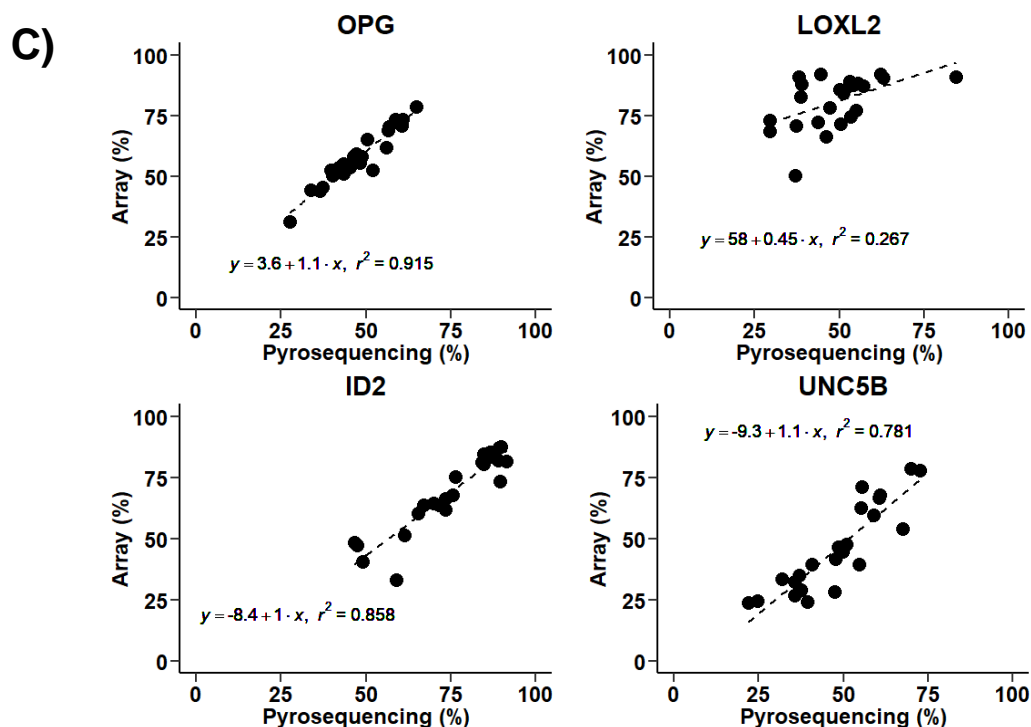 C)
OPG
100
75
50
25
0
Array (%)
y = 3.6 + 1.1 · x, r² = 0.915
0 25 50 75 100
Pyrosequencing (%)
LOXL2
100
75
50
25
0
Array (%)
y = 58 + 0.45 · x, r² = 0.267
0 25 50 75 100
Pyrosequencing (%)
ID2
100
75
50
25
0
Array (%)
y = -8.4 + 1 · x, r² = 0.858
0 25 50 75 100
Pyrosequencing (%)
UNC5B
100
75
50
25
0
Array (%)
y = -9.3 + 1.1 · x, r² = 0.781
0 25 50 75 100
Pyrosequencing (%)